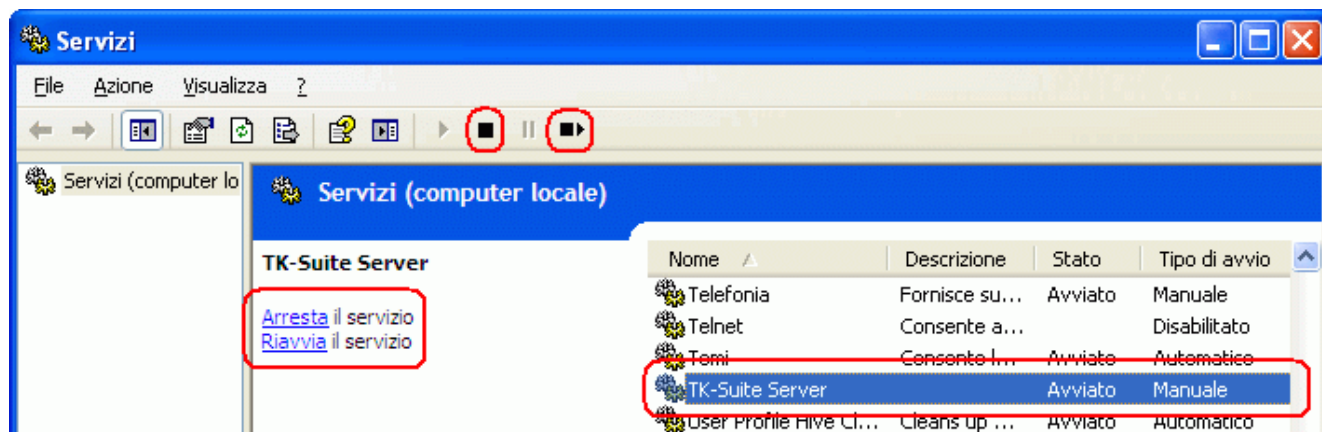 Servizi
File Azione Visualizza ?
Servizi (computer lo
Servizi (computer locale)
TK-Suite Server
Arresta il servizio
Riavvia il servizio
Nome Descrizione Stato Tipo di avvio
Telefonia Fornisce su... Avviato Manuale
Telnet Consente a... Disabilitato
Temi Consente l... Avviato Automatico
TK-Suite Server Avviato Manuale
User Profile Hive Cl... Cleans up ... Avviato Automatico